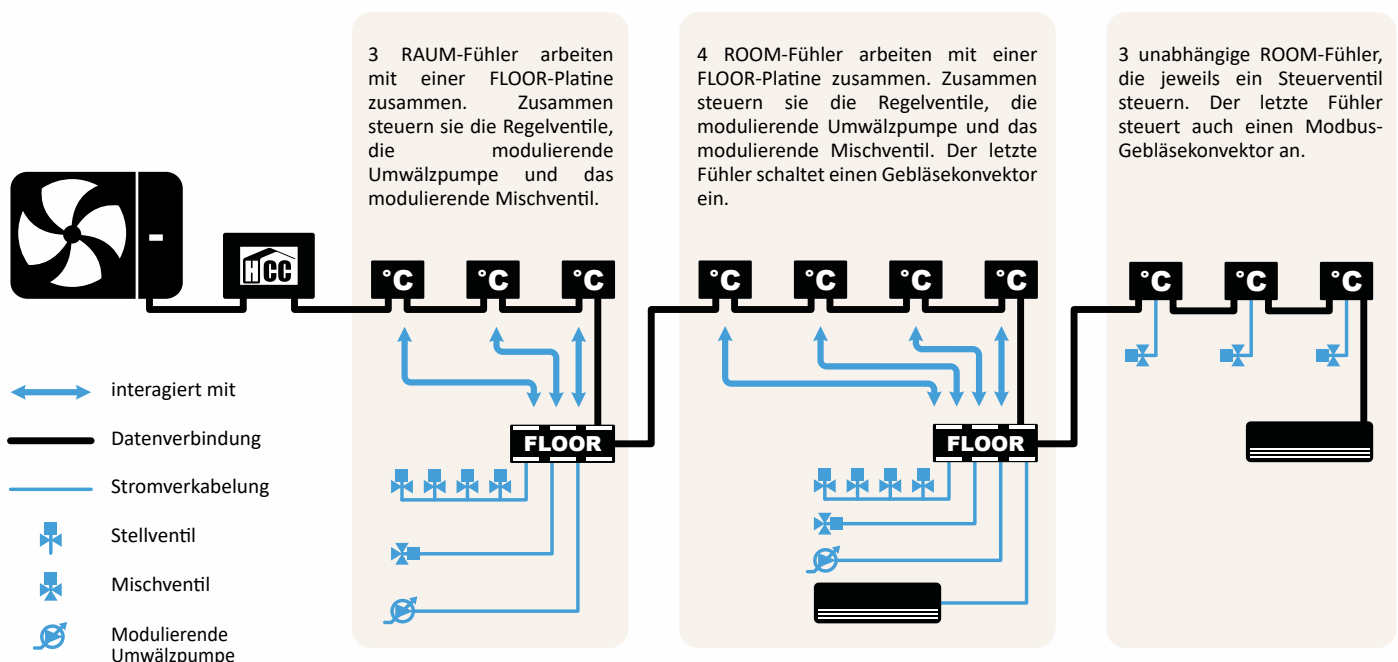 3 RAUM-Fühler arbeiten
mit einer FLOOR-Platine
zusammen. Zusammen
steuern sie die Regelventile,
die modulierende
Umwälzpumpe und das
modulierende Mischventil.
4 ROOM-Fühler arbeiten mit einer
FLOOR-Platine zusammen. Zusammen
steuern sie die Regelventile, die
modulierende Umwälzpumpe und das
modulierende Mischventil. Der letzte
Fühler schaltet einen Gebläsekonvektor
ein.
3 unabhängige ROOM-Fühler,
die jeweils ein Steuerventil
steuern. Der letzte Fühler
steuert auch einen Modbus-
Gebläsekonvektor an.
HCC
°C
°C
°C
°C
°C
°C
°C
°C
°C
°C
FLOOR
FLOOR
interagiert mit
Datenverbindung
Stromverkabelung
Stellventil
Mischventil
Modulierende
Umwälzpumpe